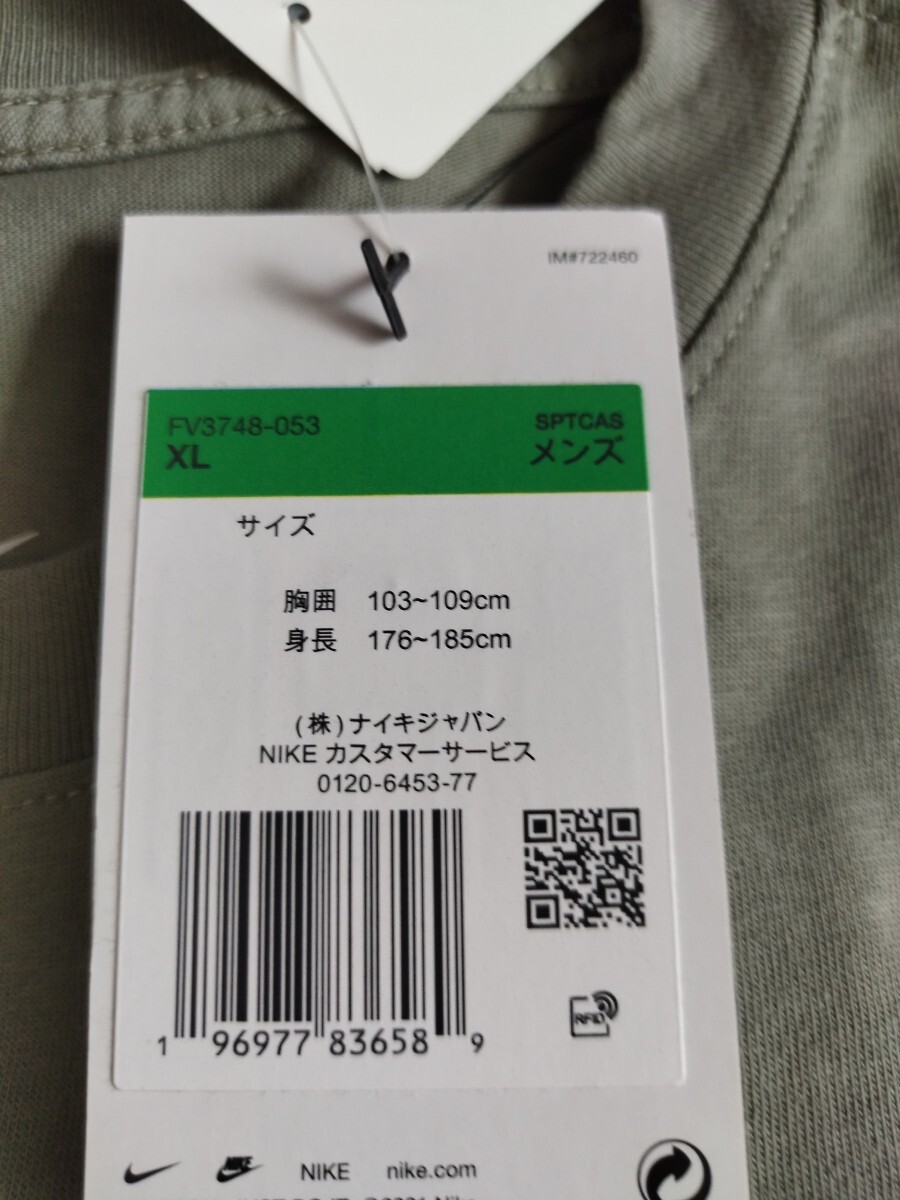 IM#722460
FV3748-053 SPTCAS
XL メンズ
サイズ
胸囲 103~109cm
身長 176~185cm
(株)ナイキジャパン
NIKE カスタマーサービス
0120-6453-77
RFID
1 96977 83658 9
NIKE NIKE nike.com